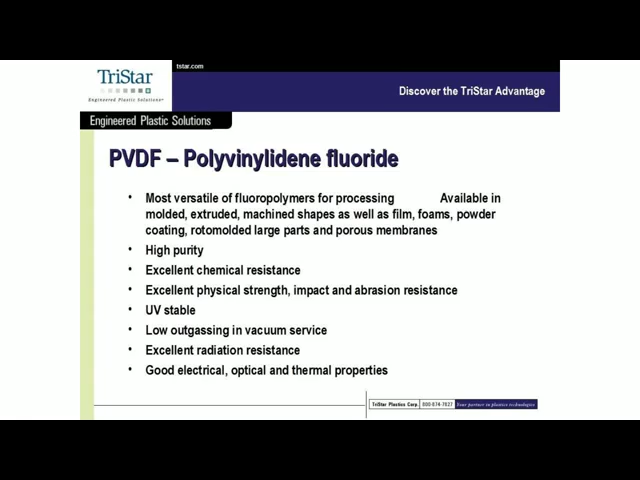 tstar.com
TriStar
Engineered Plastic Solutions
Discover the TriStar Advantage
Engineered Plastic Solutions
PVDF – Polyvinylidene fluoride
• Most versatile of fluoropolymers for processing Available in
molded, extruded, machined shapes as well as film, foams, powder
coating, rotomolded large parts and porous membranes
• High purity
• Excellent chemical resistance
• Excellent physical strength, impact and abrasion resistance
• UV stable
• Low outgassing in vacuum service
• Excellent radiation resistance
• Good electrical, optical and thermal properties
TriStar Plastics Corp. 800-874-7827 Your partner in plastics technologies